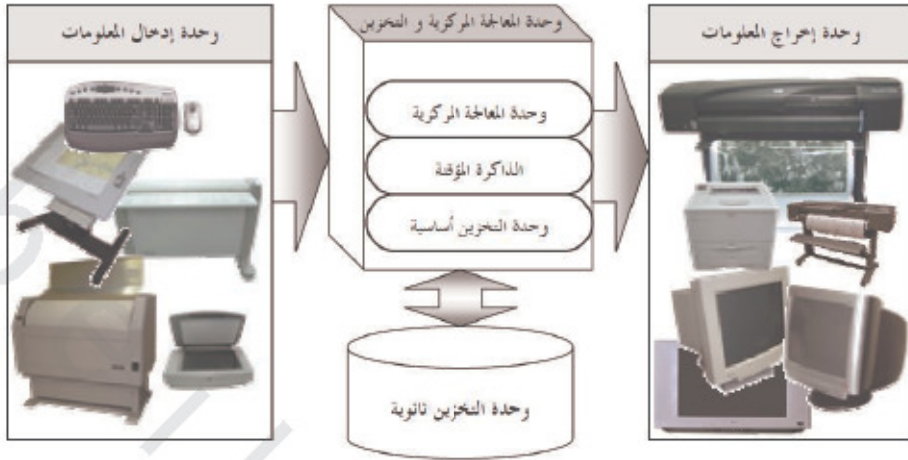 وحدة إدخال المعلومات
وحدة المعالجة المركزية و التخزين
وحدة إخراج المعلومات
وحدة المعالجة المركزية
الذاكرة المؤقتة
وحدة التخزين أساسية
وحدة التخزين ثانوية